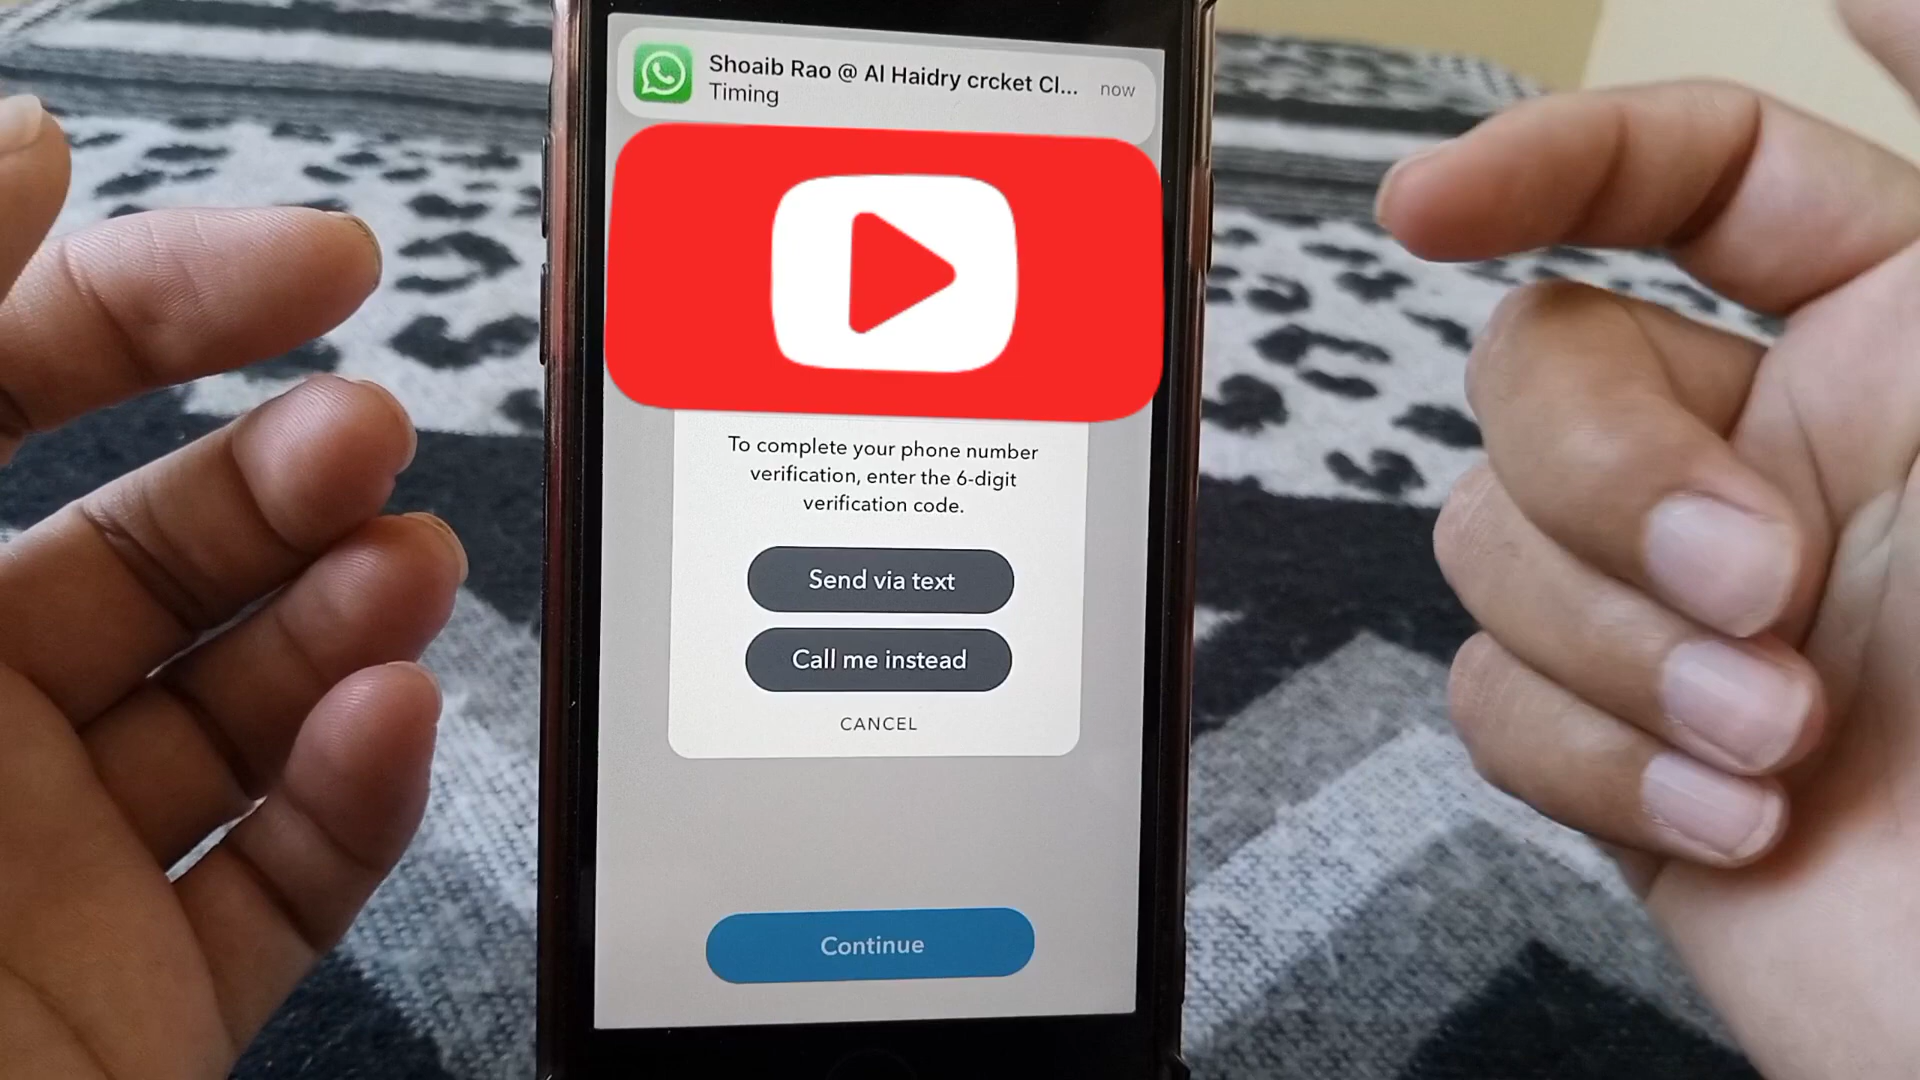 Shoaib Rao @ Al Haidry crcket Cl...
now
Timing
To complete your phone number
verification, enter the 6-digit
verification code.
Send via text
Call me instead
CANCEL
Continue